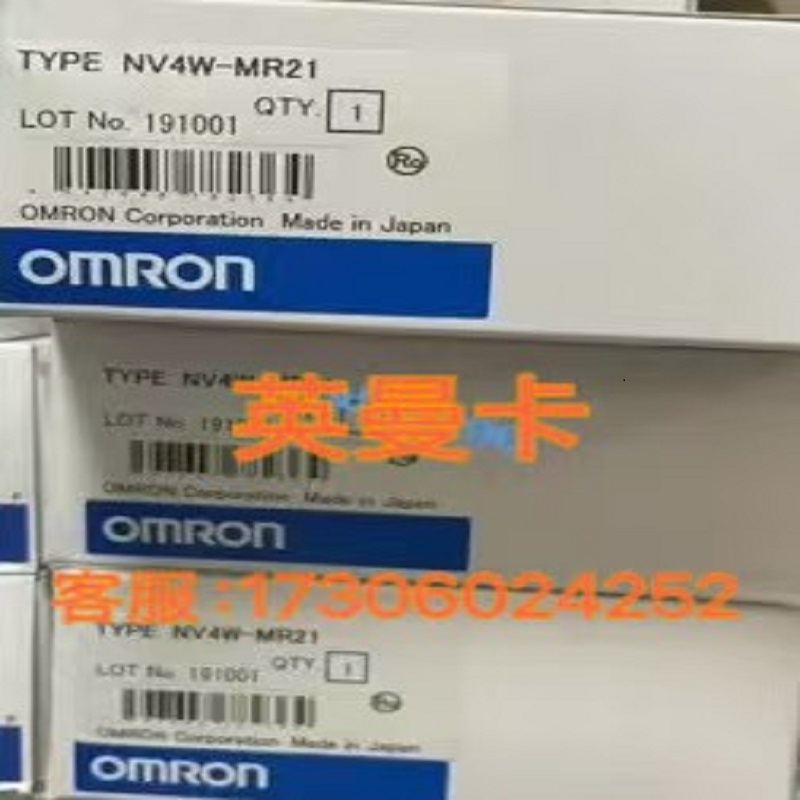 TYPE NV4W-MR21
QTY. 1
LOT No. 191001
OMRON Corporation Made in Japan
OMRON
TYPE NV4W
英曼卡
LOT No. 191
OMRON Corporation Made in Japan
OMRON
客服:17306024252
TYPE NV4W-MR21
QTY. 1
LOT No. 191001
OMRON Corporation Made in Japan
OMRON